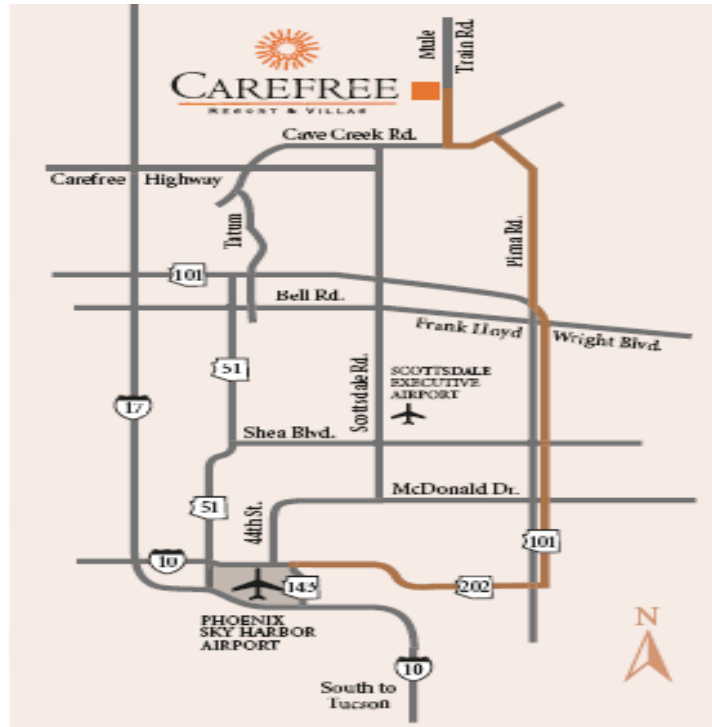 Mule
Train Rd.
CAREFREE
RESORT & VILLAS
Cave Creek Rd.
Carefree Highway
Tatum
Pima Rd.
101
Bell Rd.
Frank Lloyd Wright Blvd.
51
Scottsdale Rd.
SCOTTSDALE
EXECUTIVE
AIRPORT
17
Shea Blvd.
McDonald Dr.
51
44th St.
101
10
143
202
PHOENIX
SKY HARBOR
AIRPORT
N
10
South to
Tucson